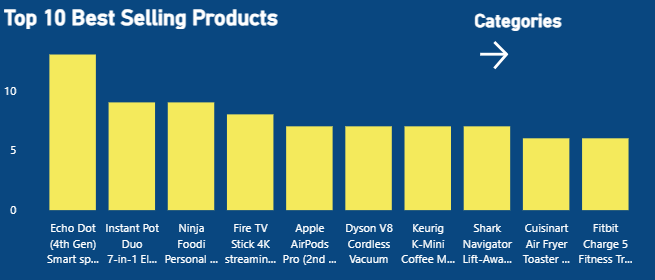 Top 10 Best Selling Products
Categories
10
5
0
Echo Dot
(4th Gen)
Smart sp...
Instant Pot
Duo
7-in-1 El...
Ninja
Foodi
Personal ...
Fire TV
Stick 4K
streamin...
Apple
AirPods
Pro (2nd ...
Dyson V8
Cordless
Vacuum
Keurig
K-Mini
Coffee M...
Shark
Navigator
Lift-Awa...
Cuisinart
Air Fryer
Toaster ...
Fitbit
Charge 5
Fitness Tr...